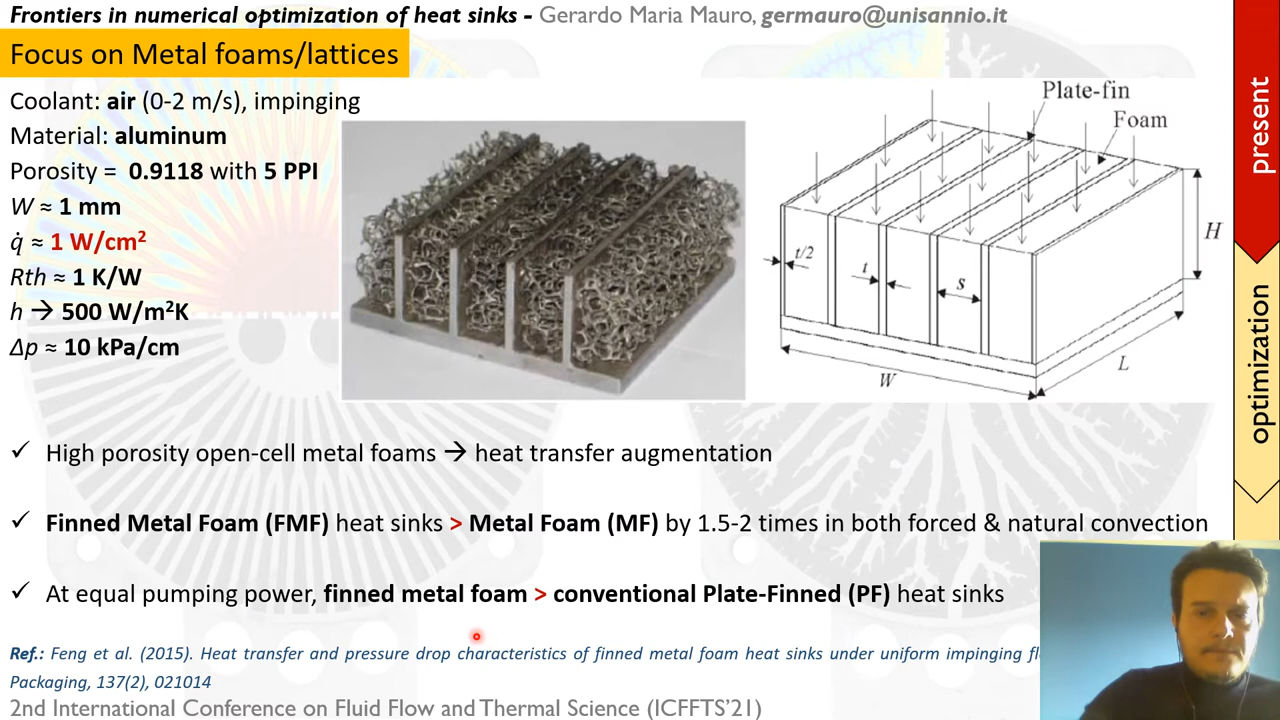 Frontiers in numerical optimization of heat sinks - Gerardo Maria Mauro, germauro@unisannio.it
Focus on Metal foams/lattices
Coolant: air (0-2 m/s), impinging
Material: aluminum
Porosity = 0.9118 with 5 PPI
W ≈ 1 mm
q̇ ≈ 1 W/cm²
Rth ≈ 1 K/W
h → 500 W/m²K
Δp ≈ 10 kPa/cm
Plate-fin
Foam
t/2
t
s
H
W
L
present
optimization
✓ High porosity open-cell metal foams → heat transfer augmentation
✓ Finned Metal Foam (FMF) heat sinks > Metal Foam (MF) by 1.5-2 times in both forced & natural convection
✓ At equal pumping power, finned metal foam > conventional Plate-Finned (PF) heat sinks
Ref.: Feng et al. (2015). Heat transfer and pressure drop characteristics of finned metal foam heat sinks under uniform impinging
Packaging, 137(2), 021014
2nd International Conference on Fluid Flow and Thermal Science (ICFFTS'21)